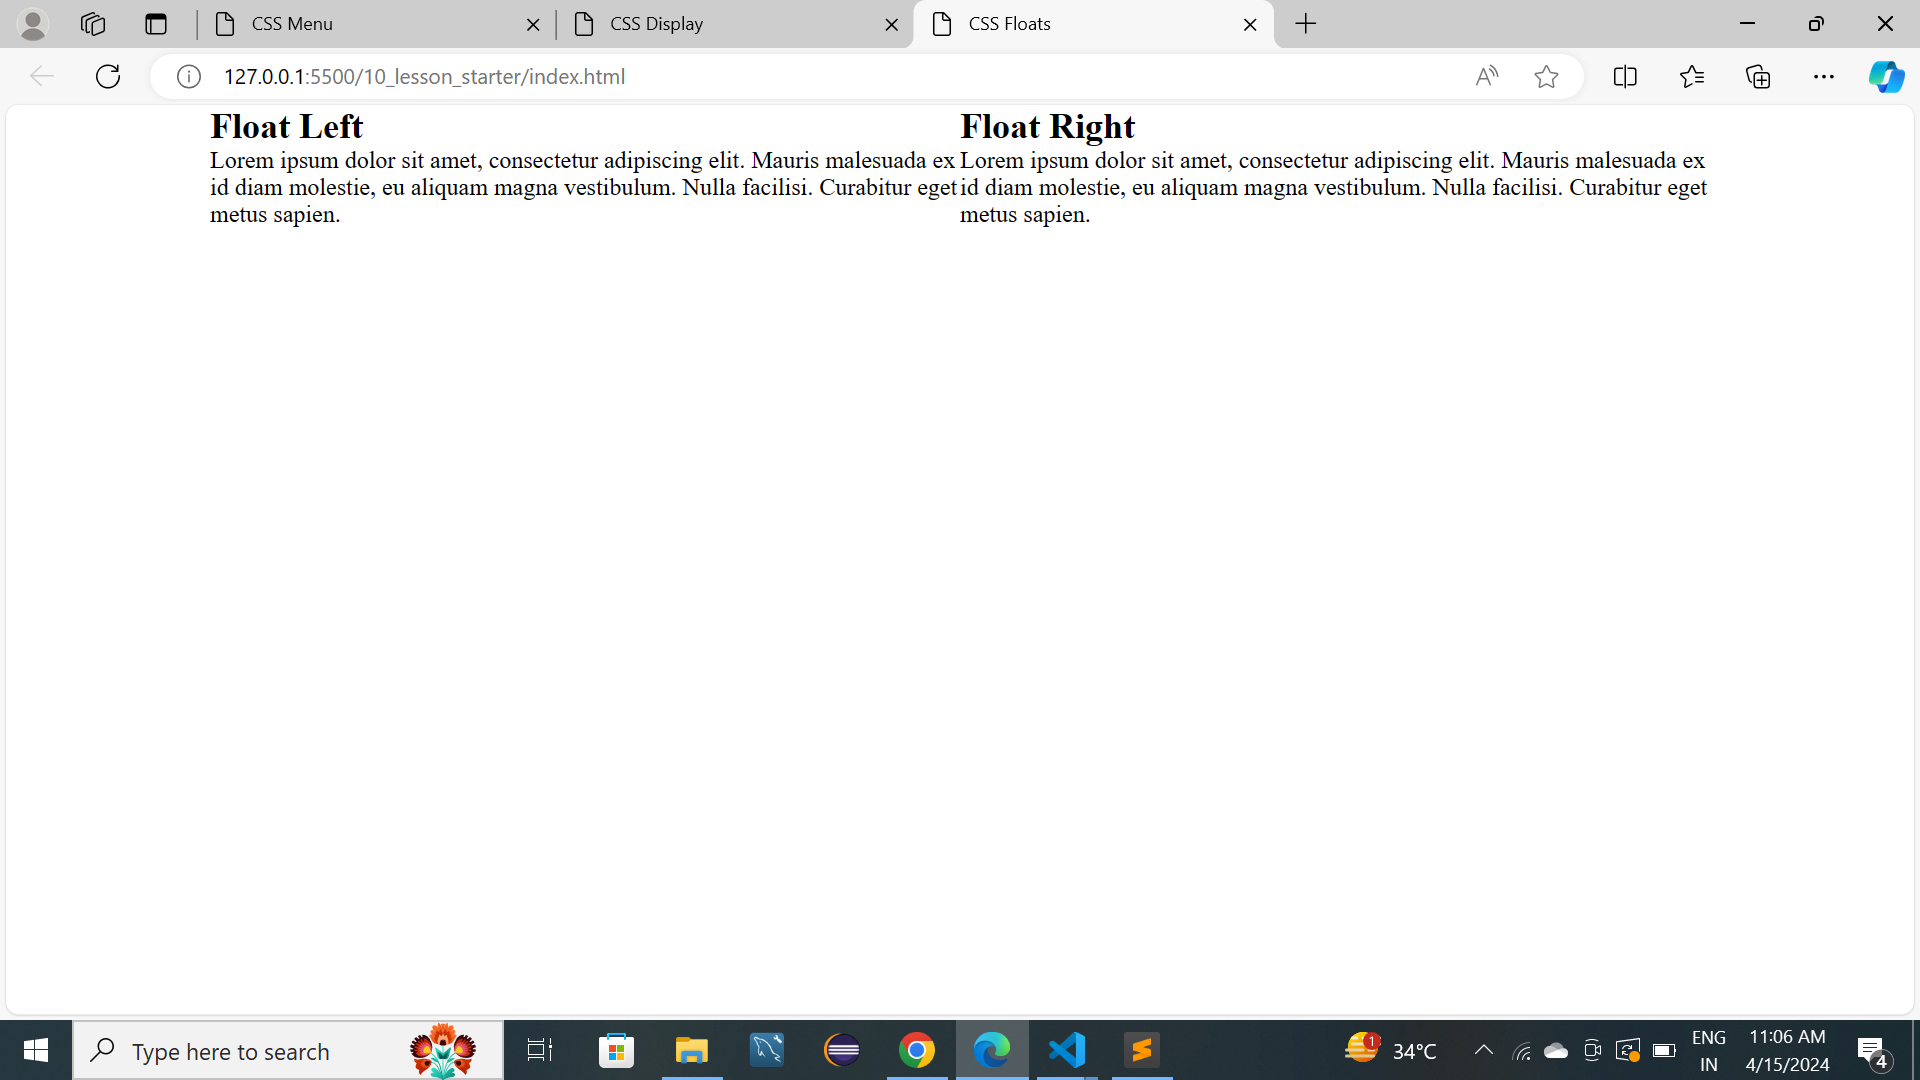 CSS Menu
CSS Display
CSS Floats
127.0.0.1:5500/10_lesson_starter/index.html
Float Left
Lorem ipsum dolor sit amet, consectetur adipiscing elit. Mauris malesuada ex
id diam molestie, eu aliquam magna vestibulum. Nulla facilisi. Curabitur eget
metus sapien.
Float Right
Lorem ipsum dolor sit amet, consectetur adipiscing elit. Mauris malesuada ex
id diam molestie, eu aliquam magna vestibulum. Nulla facilisi. Curabitur eget
metus sapien.
Type here to search
1
34°C
ENG
IN
11:06 AM
4/15/2024
4